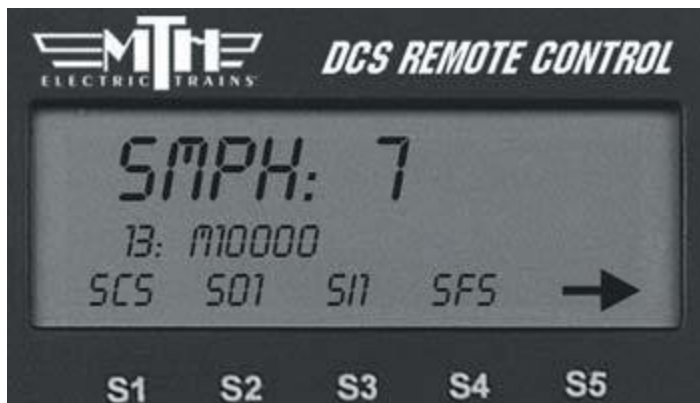 MTH
ELECTRIC TRAINS
DCS REMOTE CONTROL
SMPH: 7
13: M10000
SCS SO1 SI1 SFS
S1 S2 S3 S4 S5